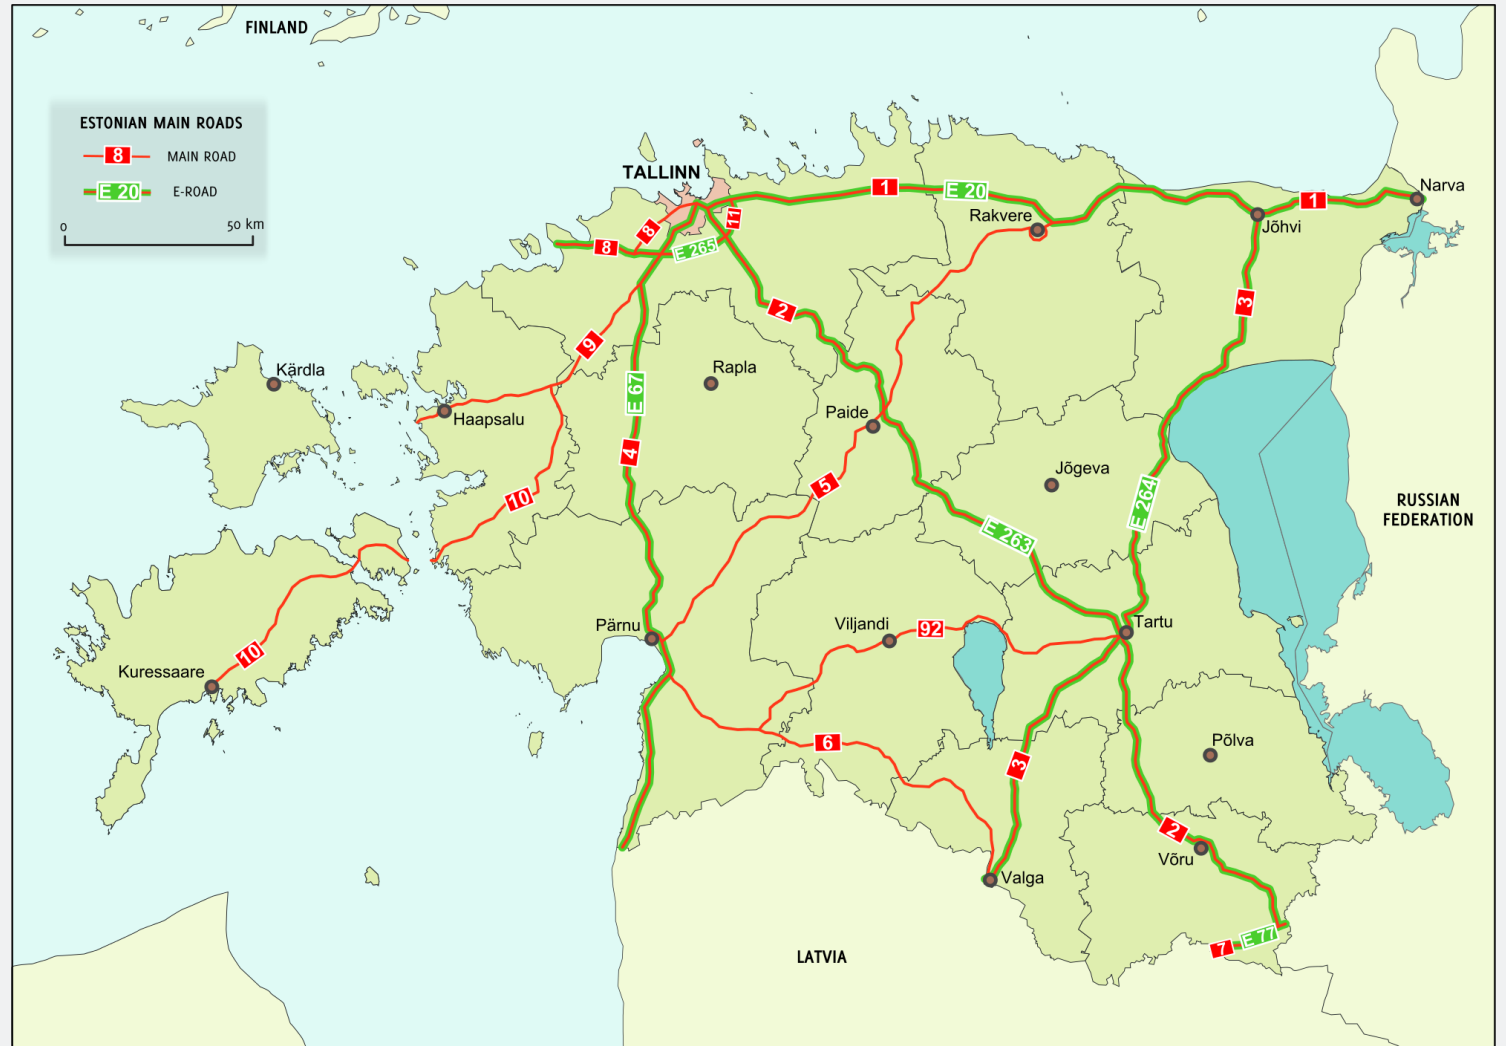 FINLAND
ESTONIAN MAIN ROADS
8 MAIN ROAD
E 20 E-ROAD
0 50 km
TALLINN
1
E 20
Rakvere
1
Narva
Jõhvi
8
8
11
E 265
2
3
9
Kärdla
Haapsalu
E 67
Rapla
Paide
4
10
5
Jõgeva
E 264
E 263
RUSSIAN
FEDERATION
Pärnu
Viljandi
92
Tartu
10
Kuressaare
6
3
Põlva
2
Võru
Valga
7
E 77
LATVIA